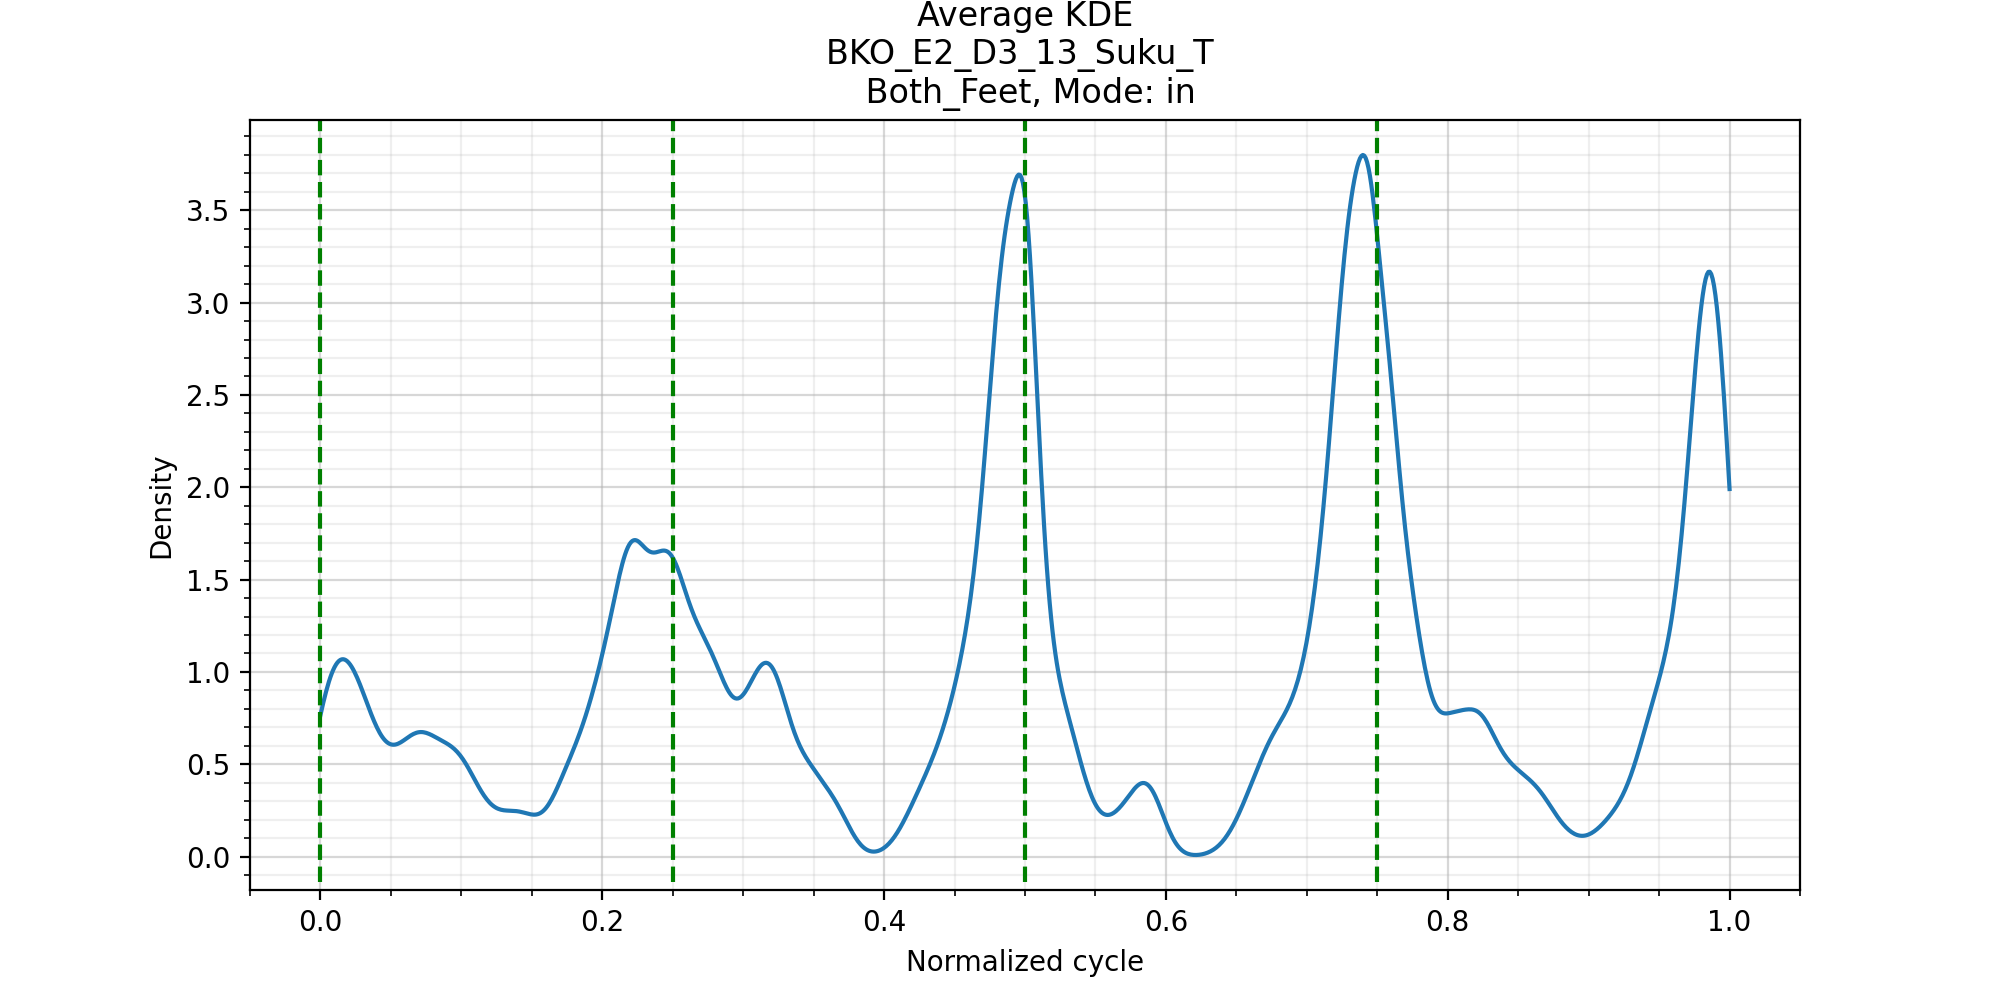 Average KDE
BKO_E2_D3_13_Suku_T
Both_Feet, Mode: in
Density
3.5
3.0
2.5
2.0
1.5
1.0
0.5
0.0
0.0 0.2 0.4 0.6 0.8 1.0
Normalized cycle